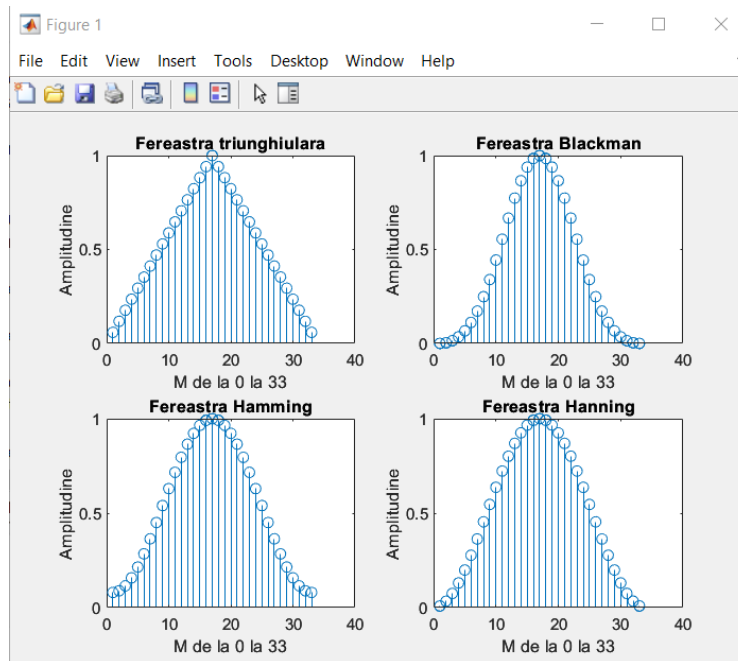 Figure 1
File Edit View Insert Tools Desktop Window Help
Fereastra triunghiulara
Amplitudine
1
0.5
0
0 10 20 30 40
M de la 0 la 33
Fereastra Blackman
Amplitudine
1
0.5
0
0 10 20 30 40
M de la 0 la 33
Fereastra Hamming
Amplitudine
1
0.5
0
0 10 20 30 40
M de la 0 la 33
Fereastra Hanning
Amplitudine
1
0.5
0
0 10 20 30 40
M de la 0 la 33